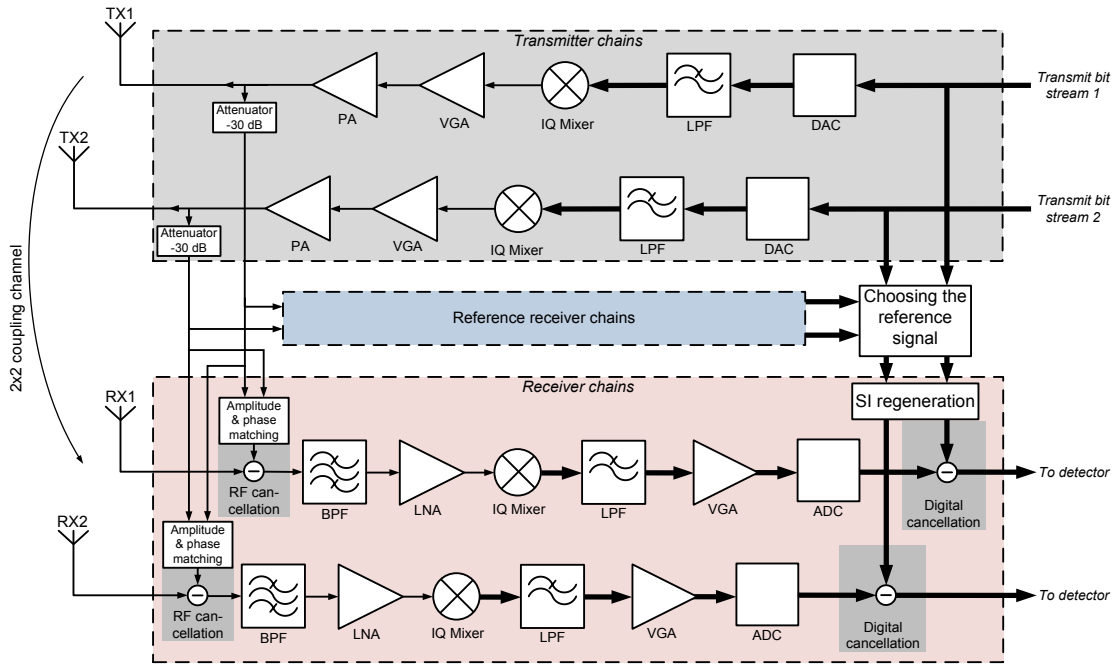 TX1
Transmitter chains
Transmit bit
stream 1
Attenuator
-30 dB
PA
VGA
IQ Mixer
LPF
DAC
TX2
Transmit bit
stream 2
Attenuator
-30 dB
PA
VGA
IQ Mixer
LPF
DAC
2x2 coupling channel
Reference receiver chains
Choosing the
reference
signal
Receiver chains
RX1
Amplitude
& phase
matching
SI regeneration
RF can-
cellation
BPF
LNA
IQ Mixer
LPF
VGA
ADC
Digital
cancellation
To detector
RX2
Amplitude
& phase
matching
RF can-
cellation
BPF
LNA
IQ Mixer
LPF
VGA
ADC
Digital
cancellation
To detector